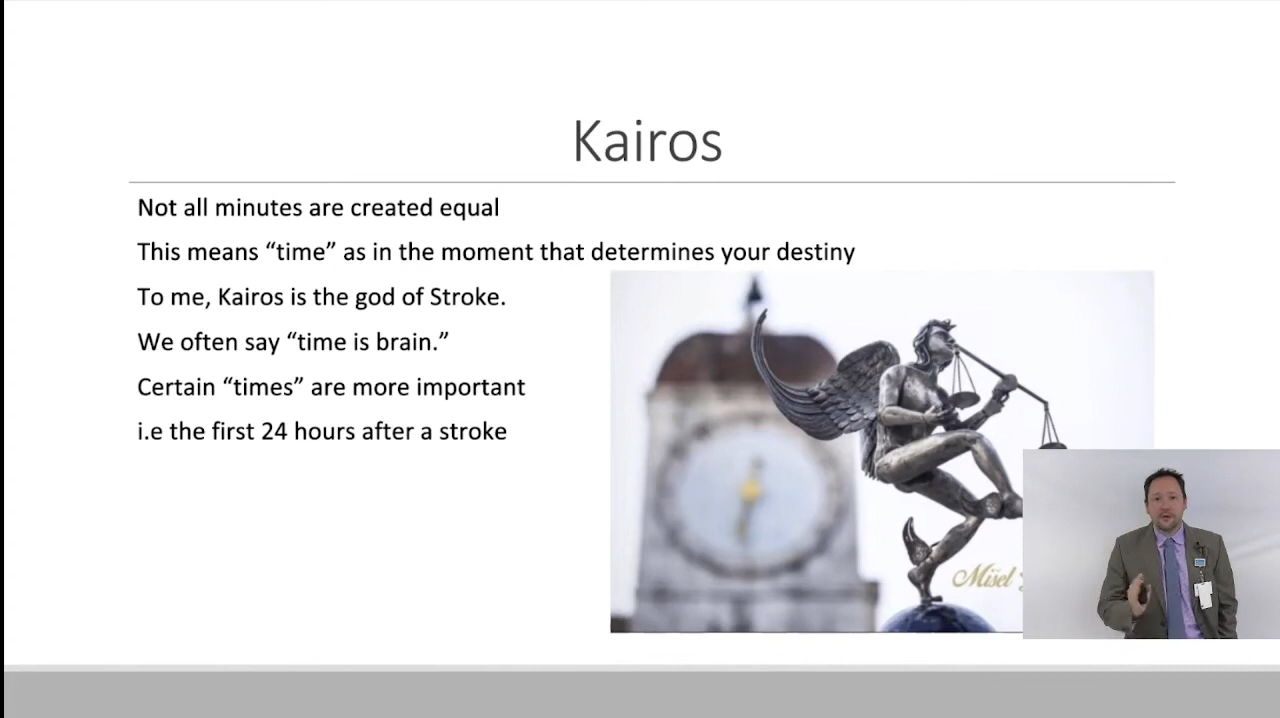 Kairos
Not all minutes are created equal
This means “time” as in the moment that determines your destiny
To me, Kairos is the god of Stroke.
We often say “time is brain.”
Certain “times” are more important
i.e the first 24 hours after a stroke
Mišel